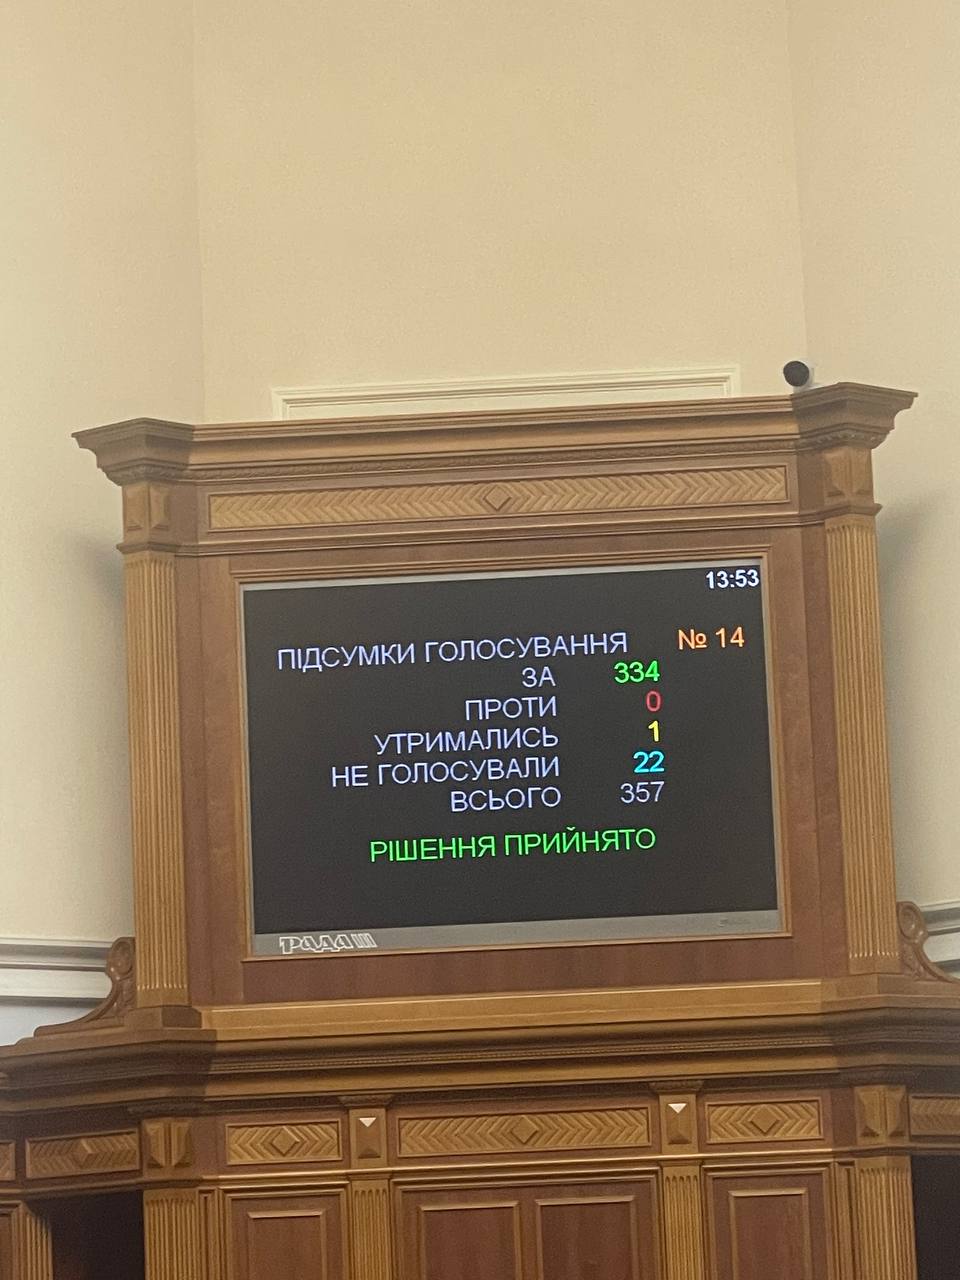 13:53
ПІДСУМКИ ГОЛОСУВАННЯ № 14
ЗА 334
ПРОТИ 0
УТРИМАЛИСЬ 1
НЕ ГОЛОСУВАЛИ 22
ВСЬОГО 357
РІШЕННЯ ПРИЙНЯТО
РАДА III